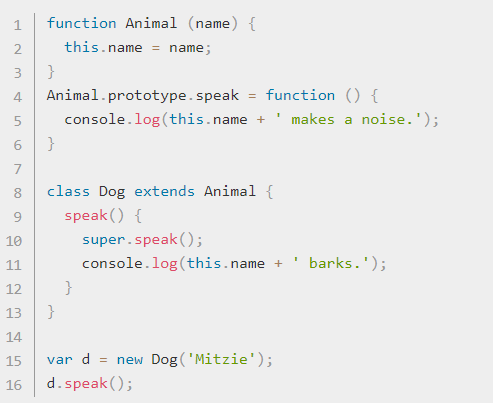 1 function Animal (name) {
2   this.name = name;
3 }
4 Animal.prototype.speak = function () {
5   console.log(this.name + ' makes a noise.');
6 }
7
8 class Dog extends Animal {
9   speak() {
10     super.speak();
11     console.log(this.name + ' barks.');
12   }
13 }
14
15 var d = new Dog('Mitzie');
16 d.speak();